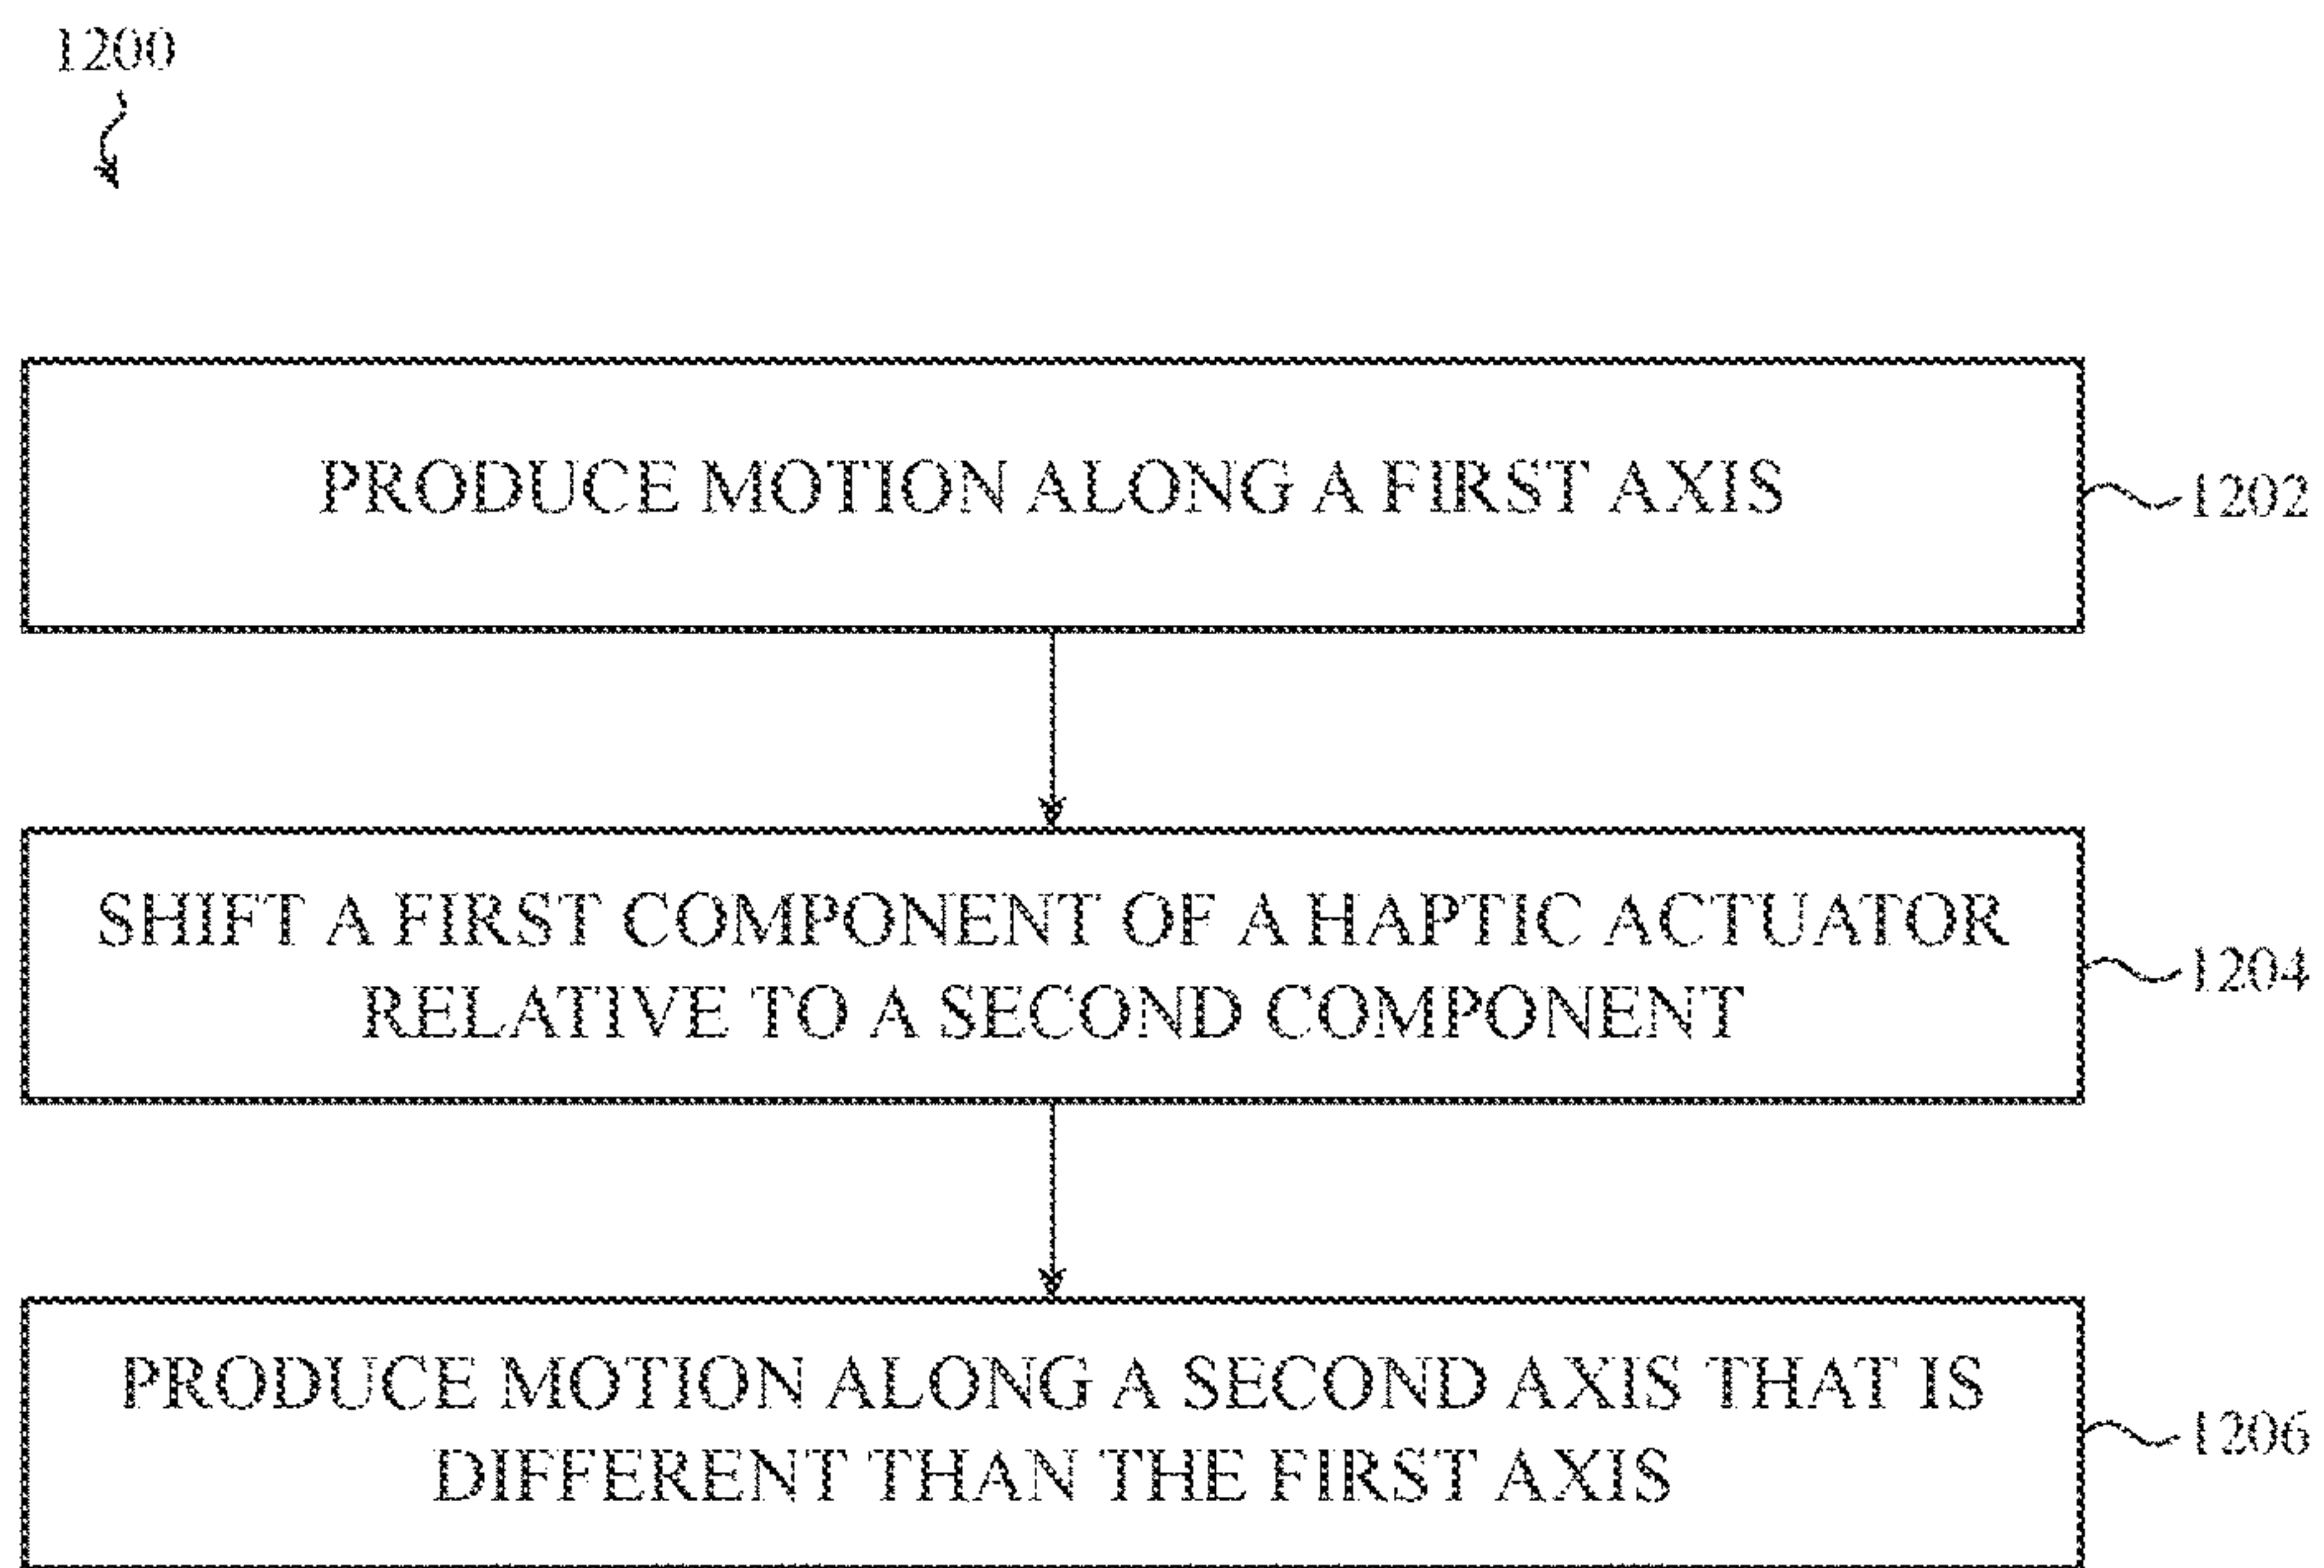 1200
PRODUCE MOTION ALONG A FIRST AXIS
1202
SHIFT A FIRST COMPONENT OF A HAPTIC ACTUATOR
RELATIVE TO A SECOND COMPONENT
1204
PRODUCE MOTION ALONG A SECOND AXIS THAT IS
DIFFERENT THAN THE FIRST AXIS
1206